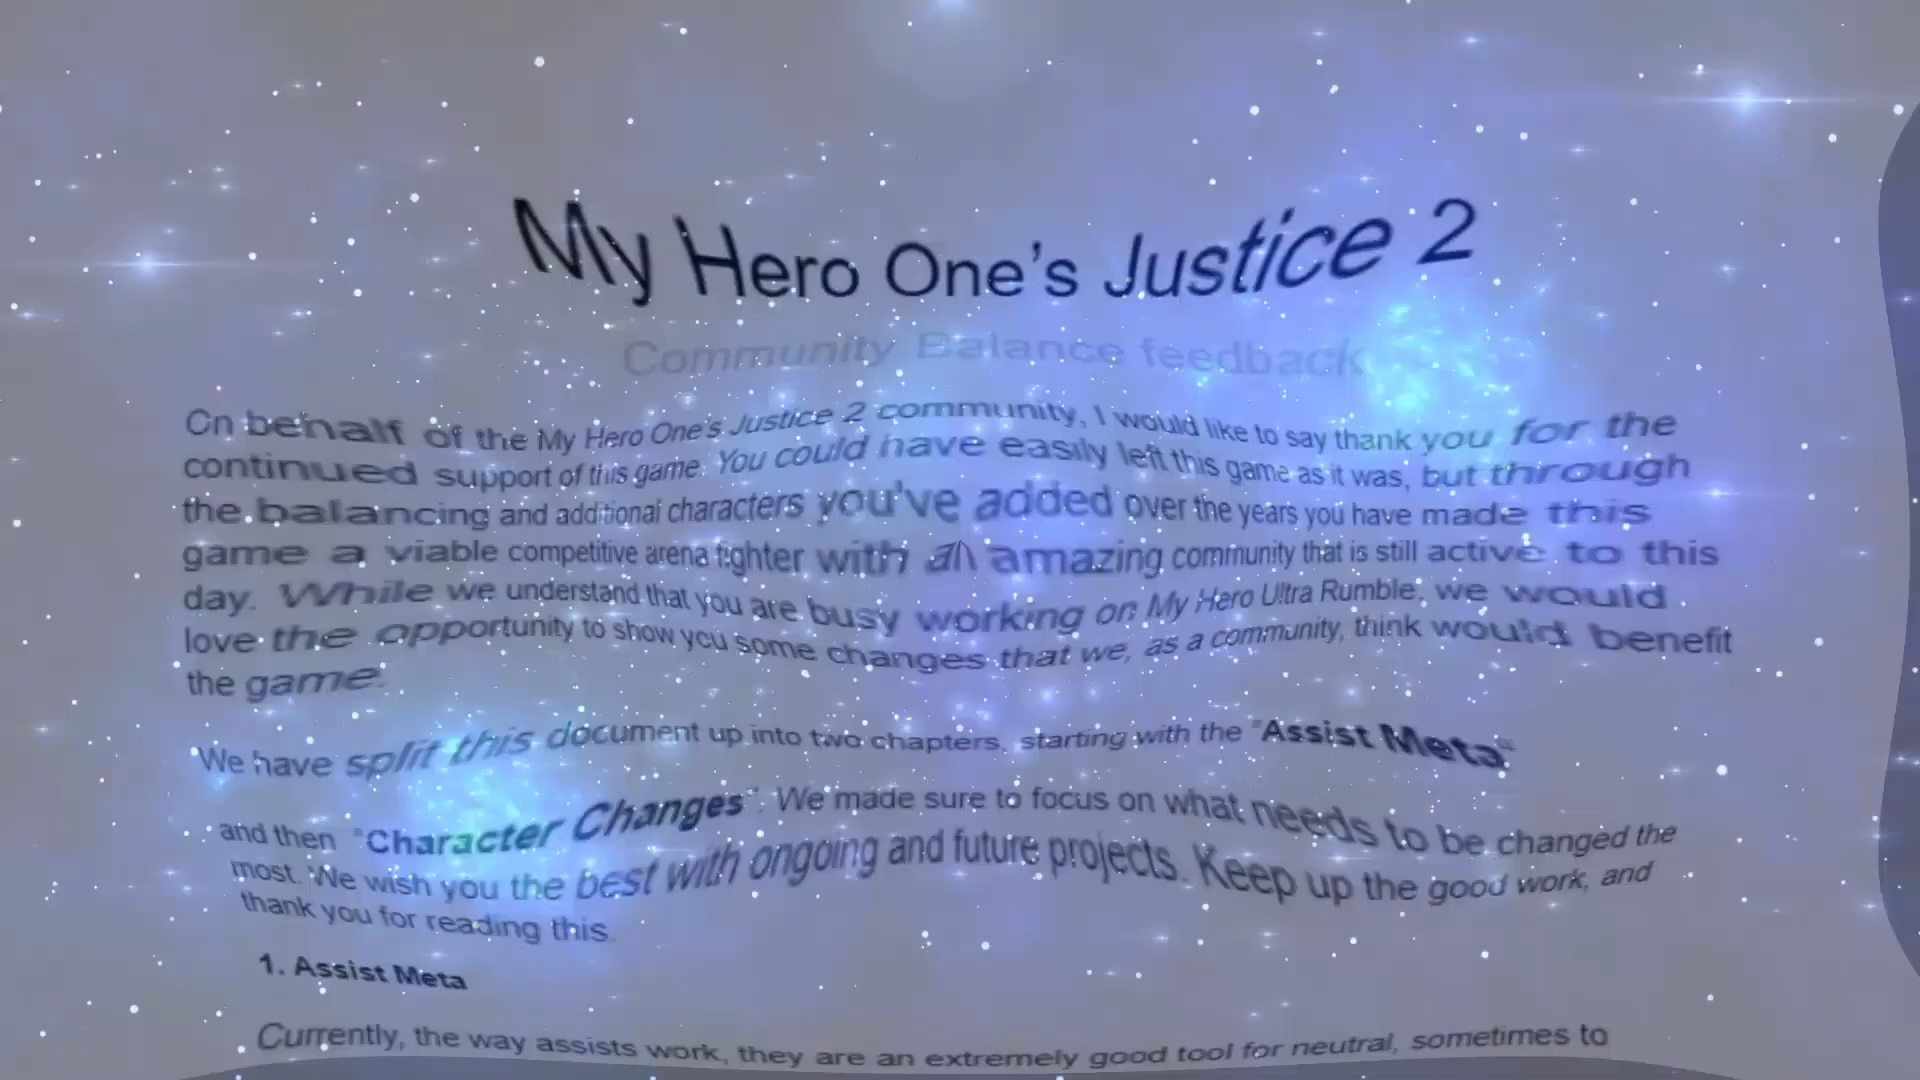 My Hero One's Justice 2
Community Balance feedback
On behalf of the My Hero One's Justice 2 community, I would like to say thank you for the
continued support of this game. You could have easily left this game as it was, but through
the balancing and additional characters you've added over the years you have made this
game a viable competitive arena fighter with an amazing community that is still active to this
day. While we understand that you are busy working on My Hero Ultra Rumble, we would
love the opportunity to show you some changes that we, as a community, think would benefit
the game.
We have split this document up into two chapters, starting with the "Assist Meta"
and then "Character Changes". We made sure to focus on what needs to be changed the
most. We wish you the best with ongoing and future projects. Keep up the good work, and
thank you for reading this.
1. Assist Meta
Currently, the way assists work, they are an extremely good tool for neutral, sometimes to